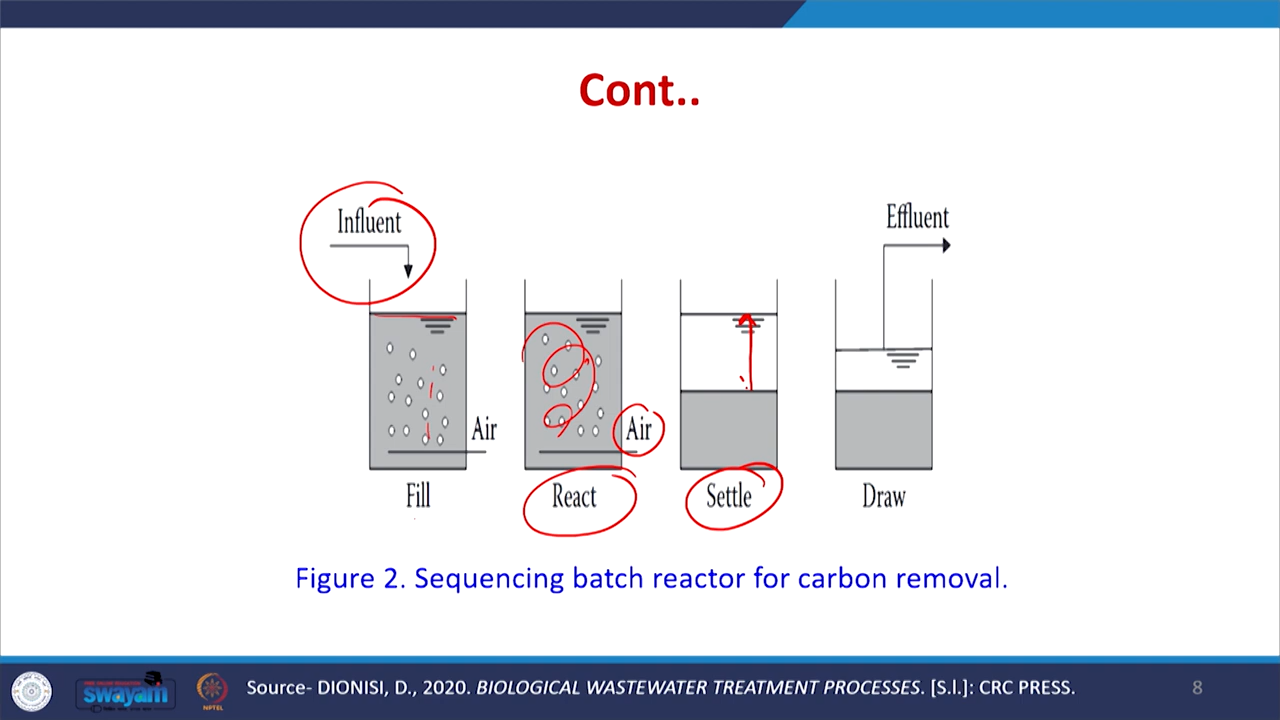 Cont..
Influent
Effluent
Air
Air
Fill
React
Settle
Draw
Figure 2. Sequencing batch reactor for carbon removal.
swayam
NPTEL
Source- DIONISI, D., 2020. BIOLOGICAL WASTEWATER TREATMENT PROCESSES. [S.l.]: CRC PRESS.
8